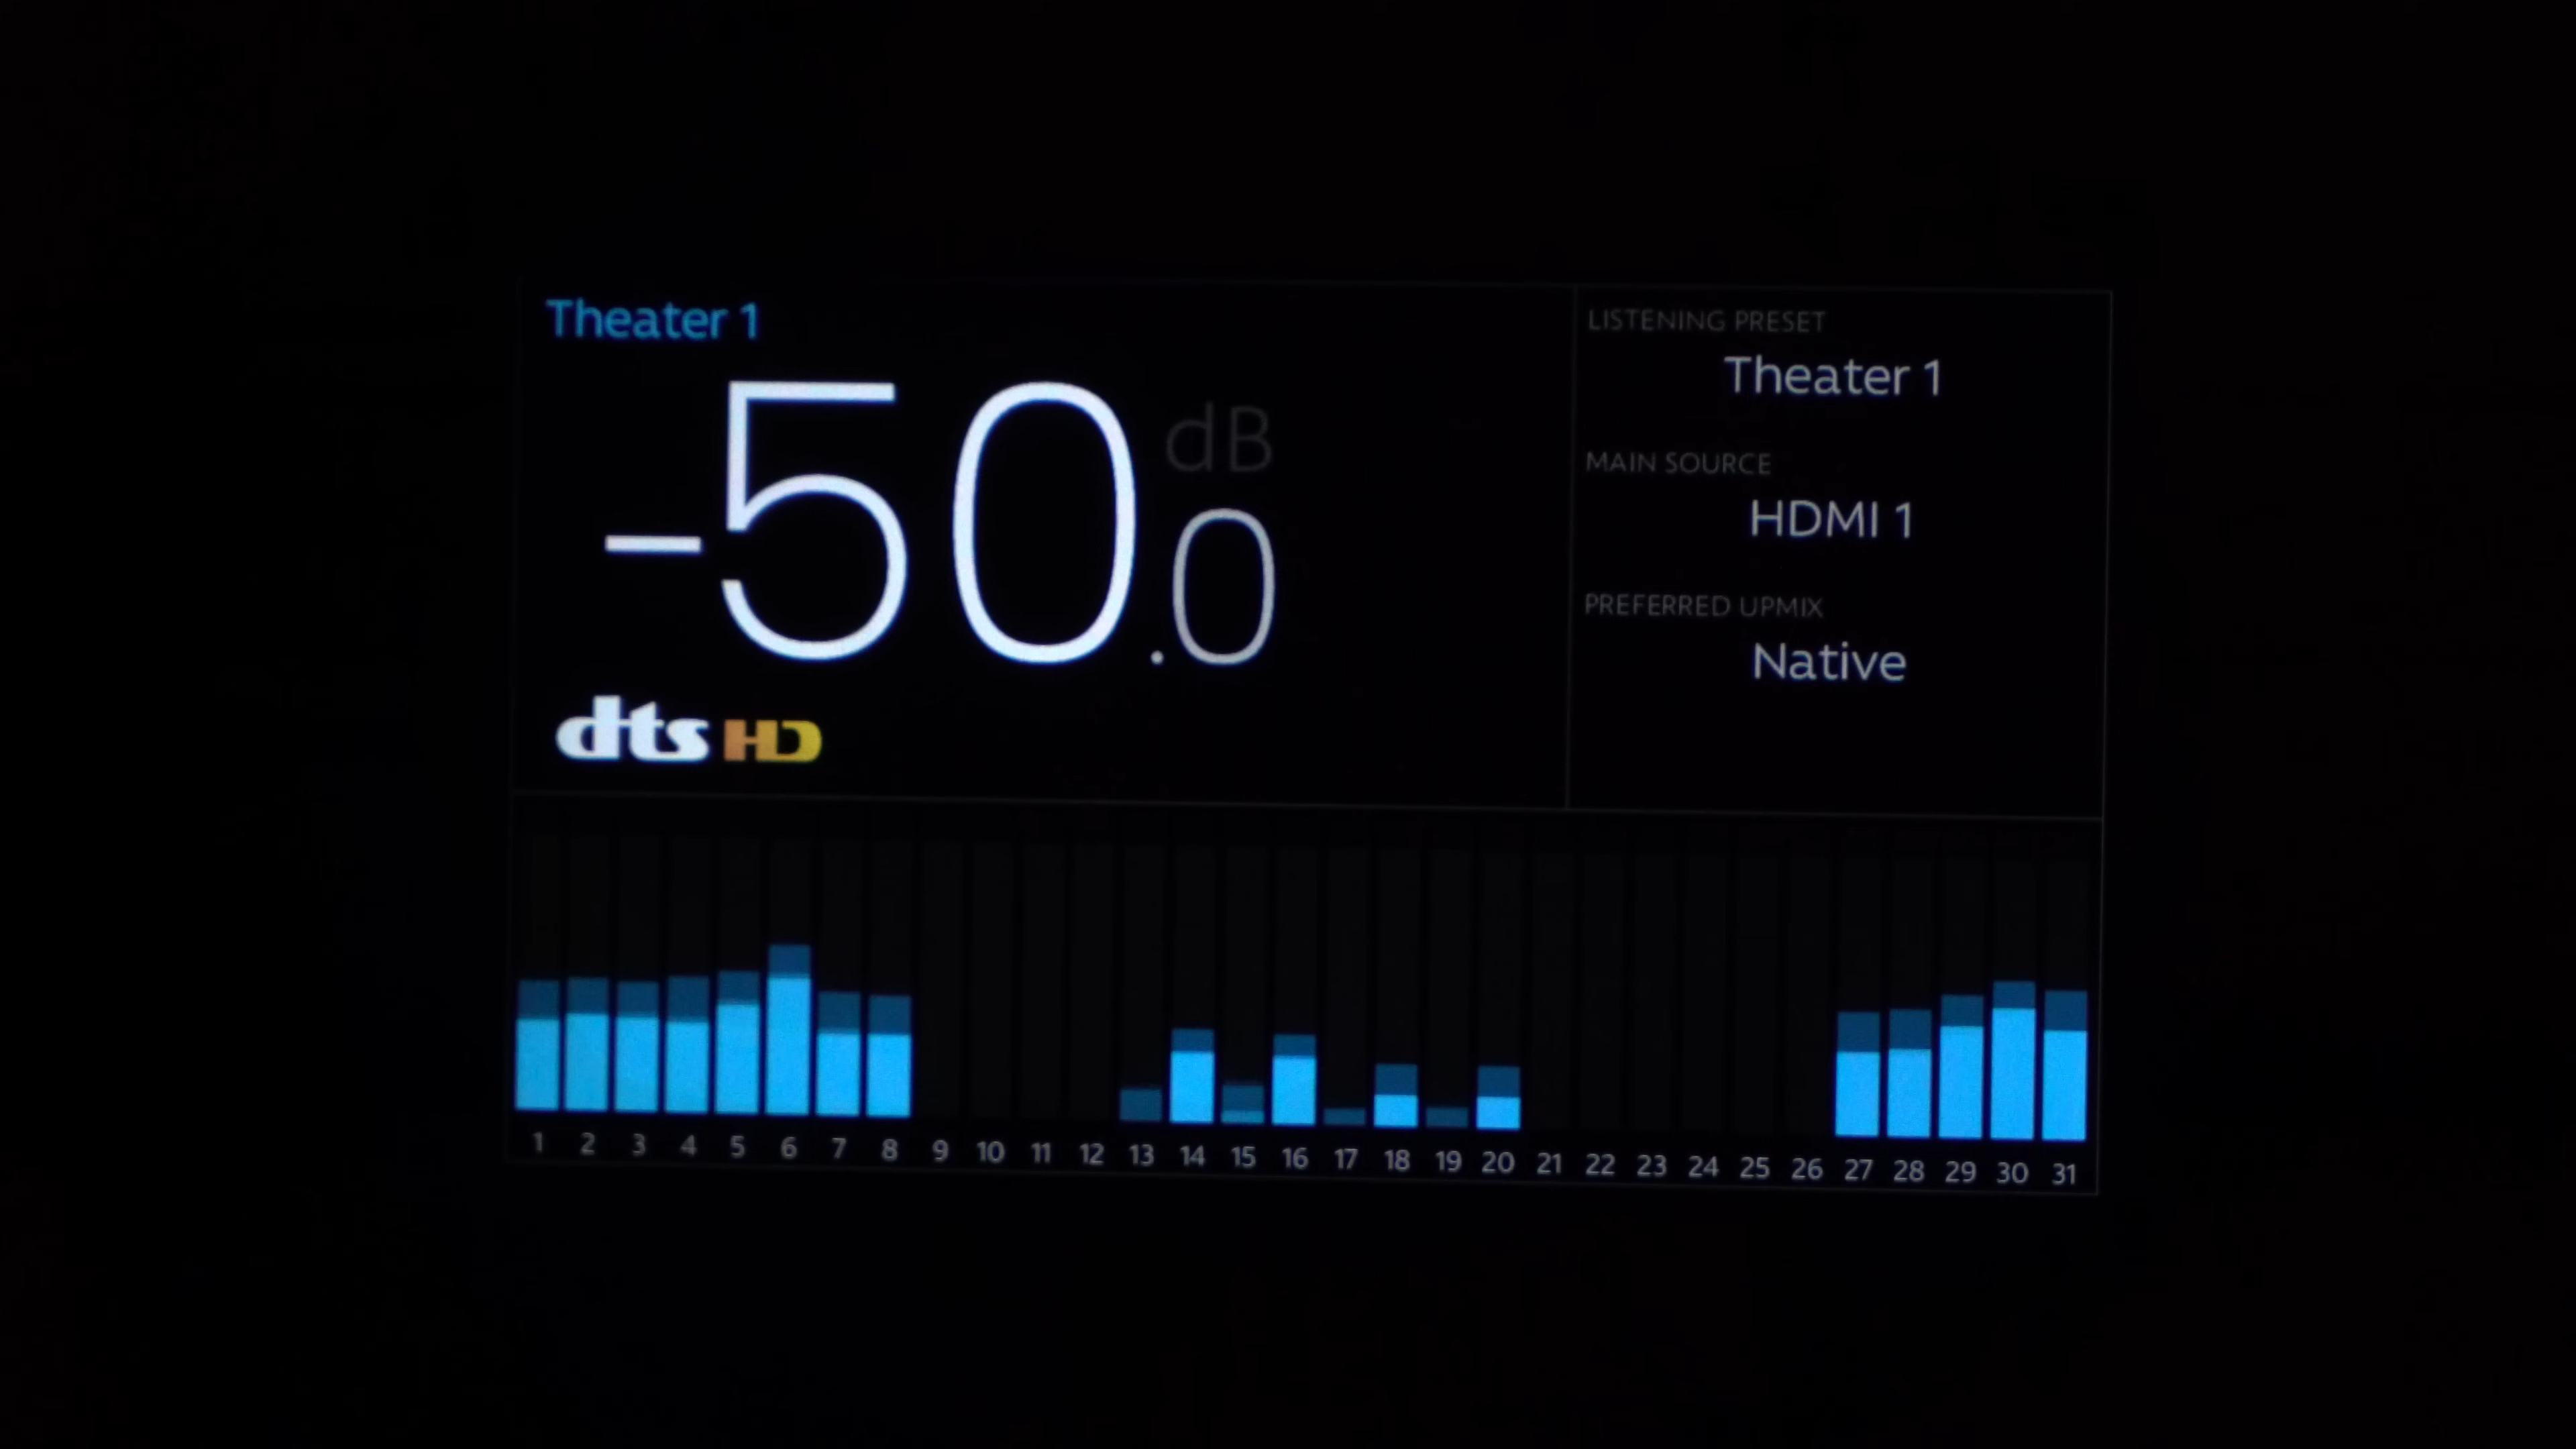 Theater 1
-50.0 dB
dts HD
LISTENING PRESET
Theater 1
MAIN SOURCE
HDMI 1
PREFERRED UPMIX
Native
1 2 3 4 5 6 7 8 9 10 11 12 13 14 15 16 17 18 19 20 21 22 23 24 25 26 27 28 29 30 31